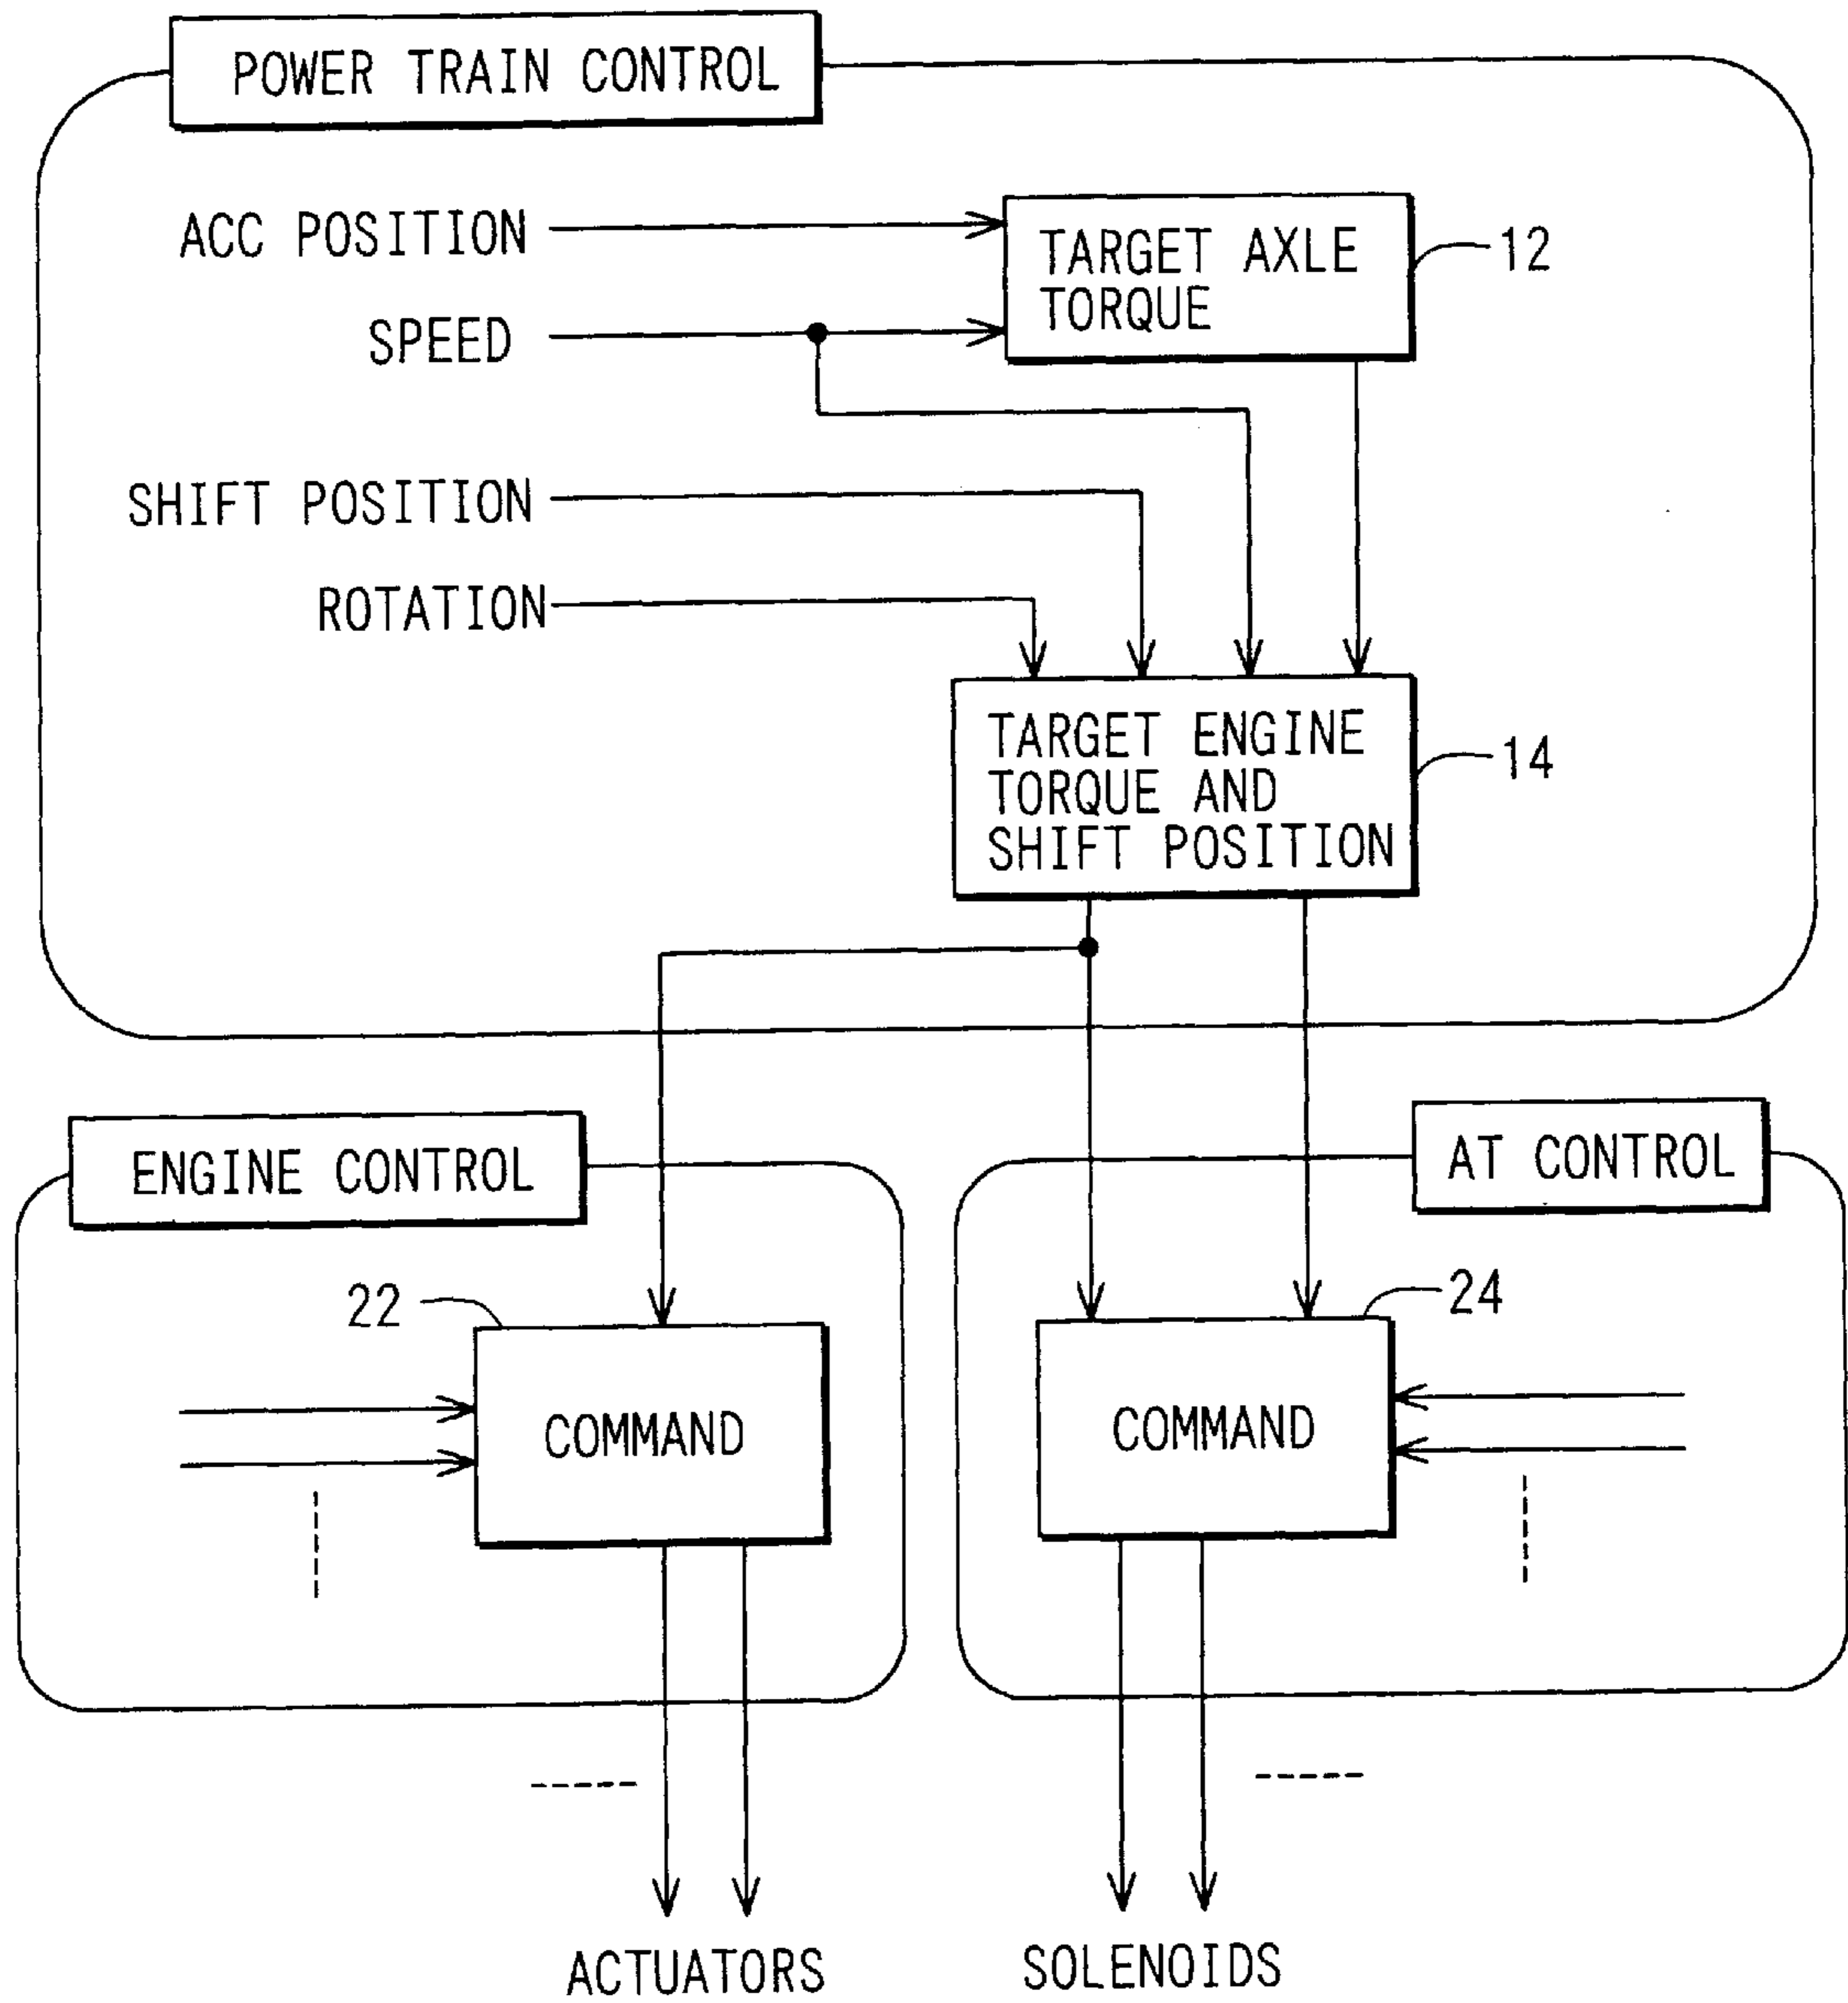 POWER TRAIN CONTROL
ACC POSITION
TARGET AXLE
TORQUE
12
SPEED
SHIFT POSITION
ROTATION
TARGET ENGINE
TORQUE AND
SHIFT POSITION
14
ENGINE CONTROL
AT CONTROL
22
24
COMMAND
COMMAND
ACTUATORS
SOLENOIDS